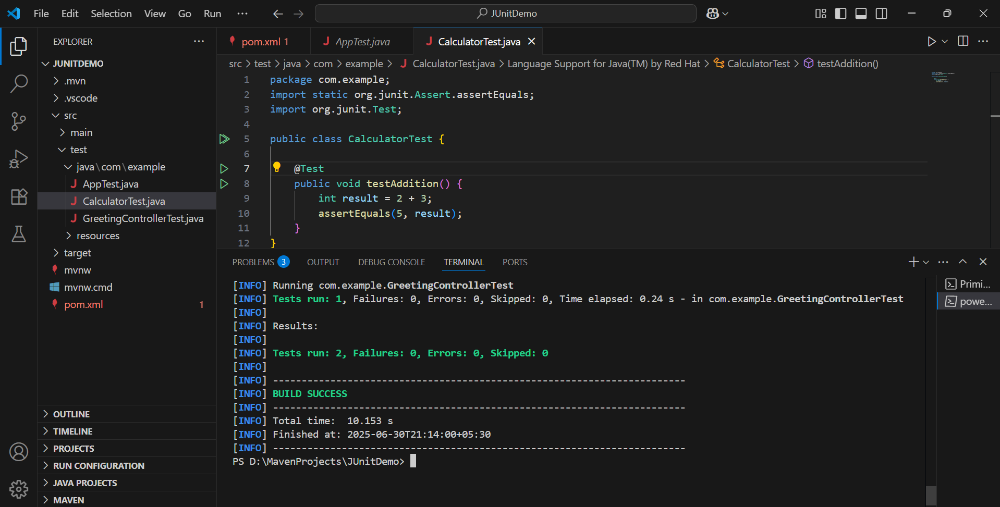 File Edit Selection View Go Run ··· JUnitDemo
EXPLORER ···
JUNITDEMO
.mvn
.vscode
src
main
test
java\com\example
AppTest.java
CalculatorTest.java
GreetingControllerTest.java
resources
target
mvnw
mvnw.cmd
pom.xml 1
OUTLINE
TIMELINE
PROJECTS
RUN CONFIGURATION
JAVA PROJECTS
MAVEN
pom.xml 1 AppTest.java CalculatorTest.java
src > test > java > com > example > CalculatorTest.java > Language Support for Java(TM) by Red Hat > CalculatorTest > testAddition()
1 package com.example;
2 import static org.junit.Assert.assertEquals;
3 import org.junit.Test;
4
5 public class CalculatorTest {
6
7 @Test
8 public void testAddition() {
9 int result = 2 + 3;
10 assertEquals(5, result);
11 }
12 }
PROBLEMS 3 OUTPUT DEBUG CONSOLE TERMINAL PORTS
[INFO] Running com.example.GreetingControllerTest
[INFO] Tests run: 1, Failures: 0, Errors: 0, Skipped: 0, Time elapsed: 0.24 s - in com.example.GreetingControllerTest
[INFO]
[INFO] Results:
[INFO]
[INFO] Tests run: 2, Failures: 0, Errors: 0, Skipped: 0
[INFO]
[INFO] ------------------------------------------------------------------------
[INFO] BUILD SUCCESS
[INFO] ------------------------------------------------------------------------
[INFO] Total time:  10.153 s
[INFO] Finished at: 2025-06-30T21:14:00+05:30
[INFO] ------------------------------------------------------------------------
PS D:\MavenProjects\JUnitDemo>
Primi...
powe...